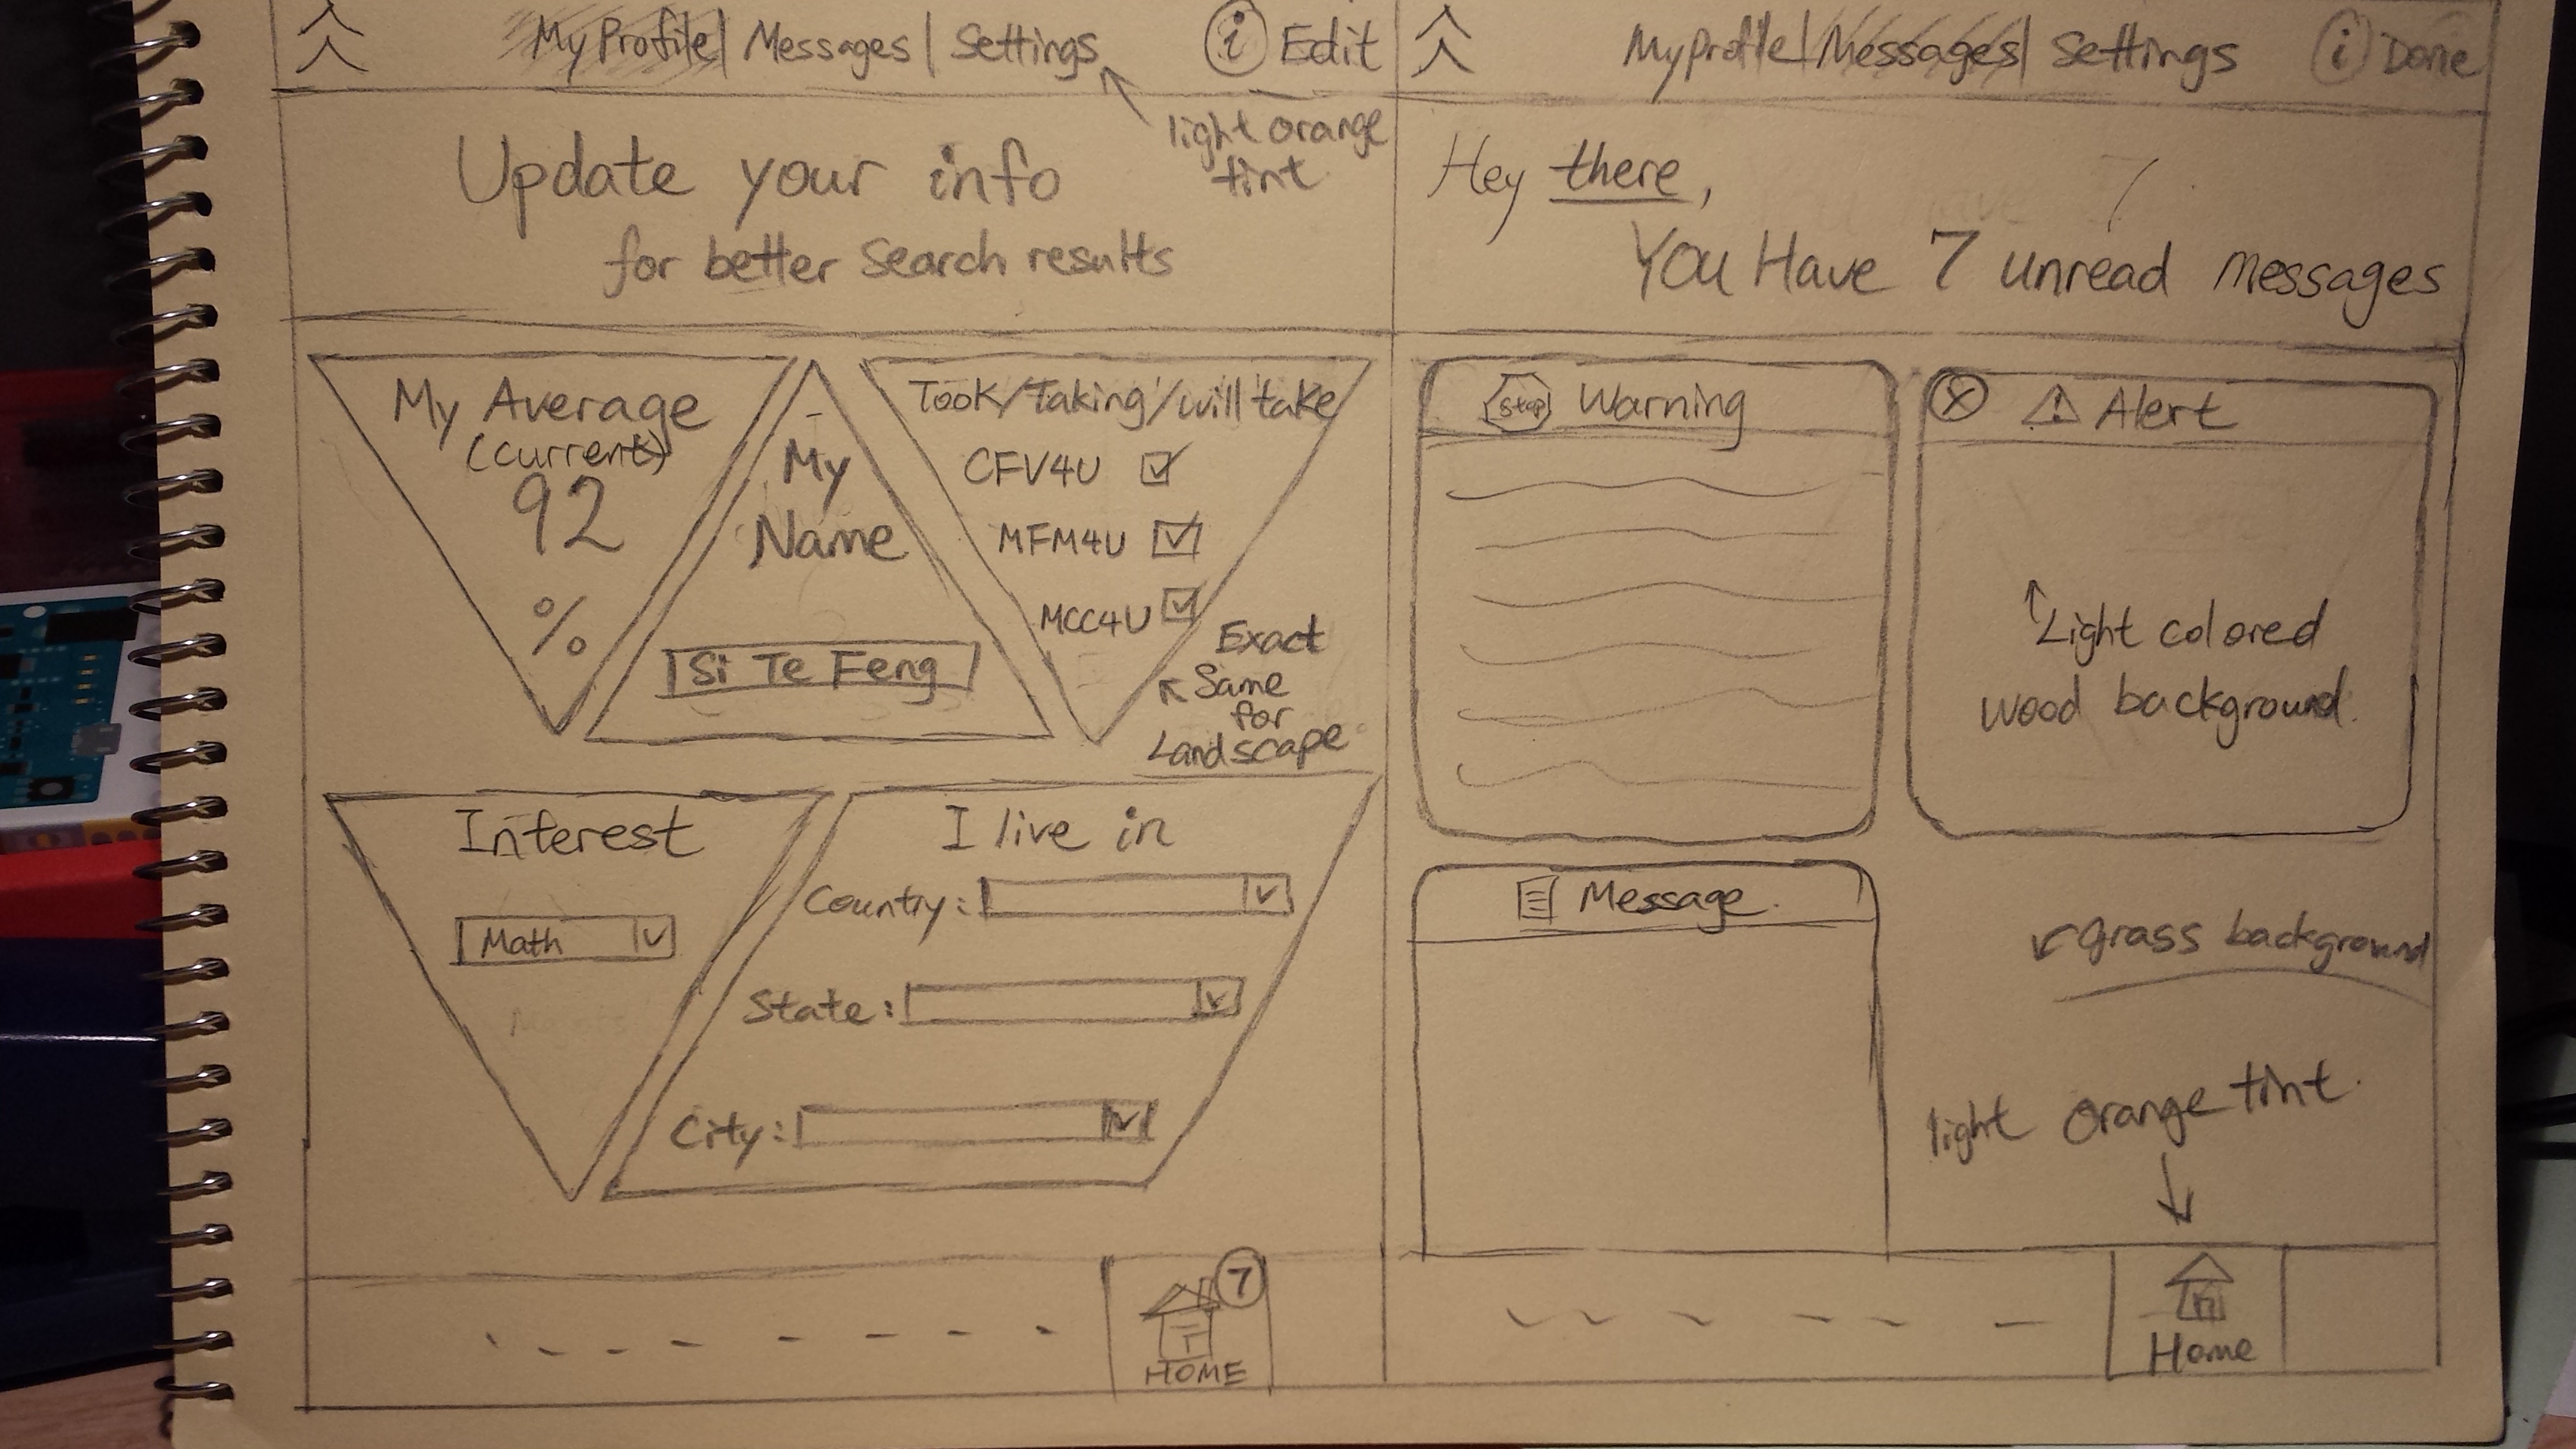 My Profile | Messages | Settings
i Edit
light orange
tint
Update your info
for better search results
My Average
(current)
92
%
My
Name
Si Te Feng
Took/Taking/will take
CFV4U
MFM4U
MCC4U
Exact
Same
for
Landscape
Interest
Math
I live in
Country:
State:
City:
7
HOME
My Profile | Messages | Settings
i Done
Hey there,
You Have 7 unread messages
Stop Warning
X ! Alert
Light colored
wood background.
Message.
grass background
light orange tint.
Home